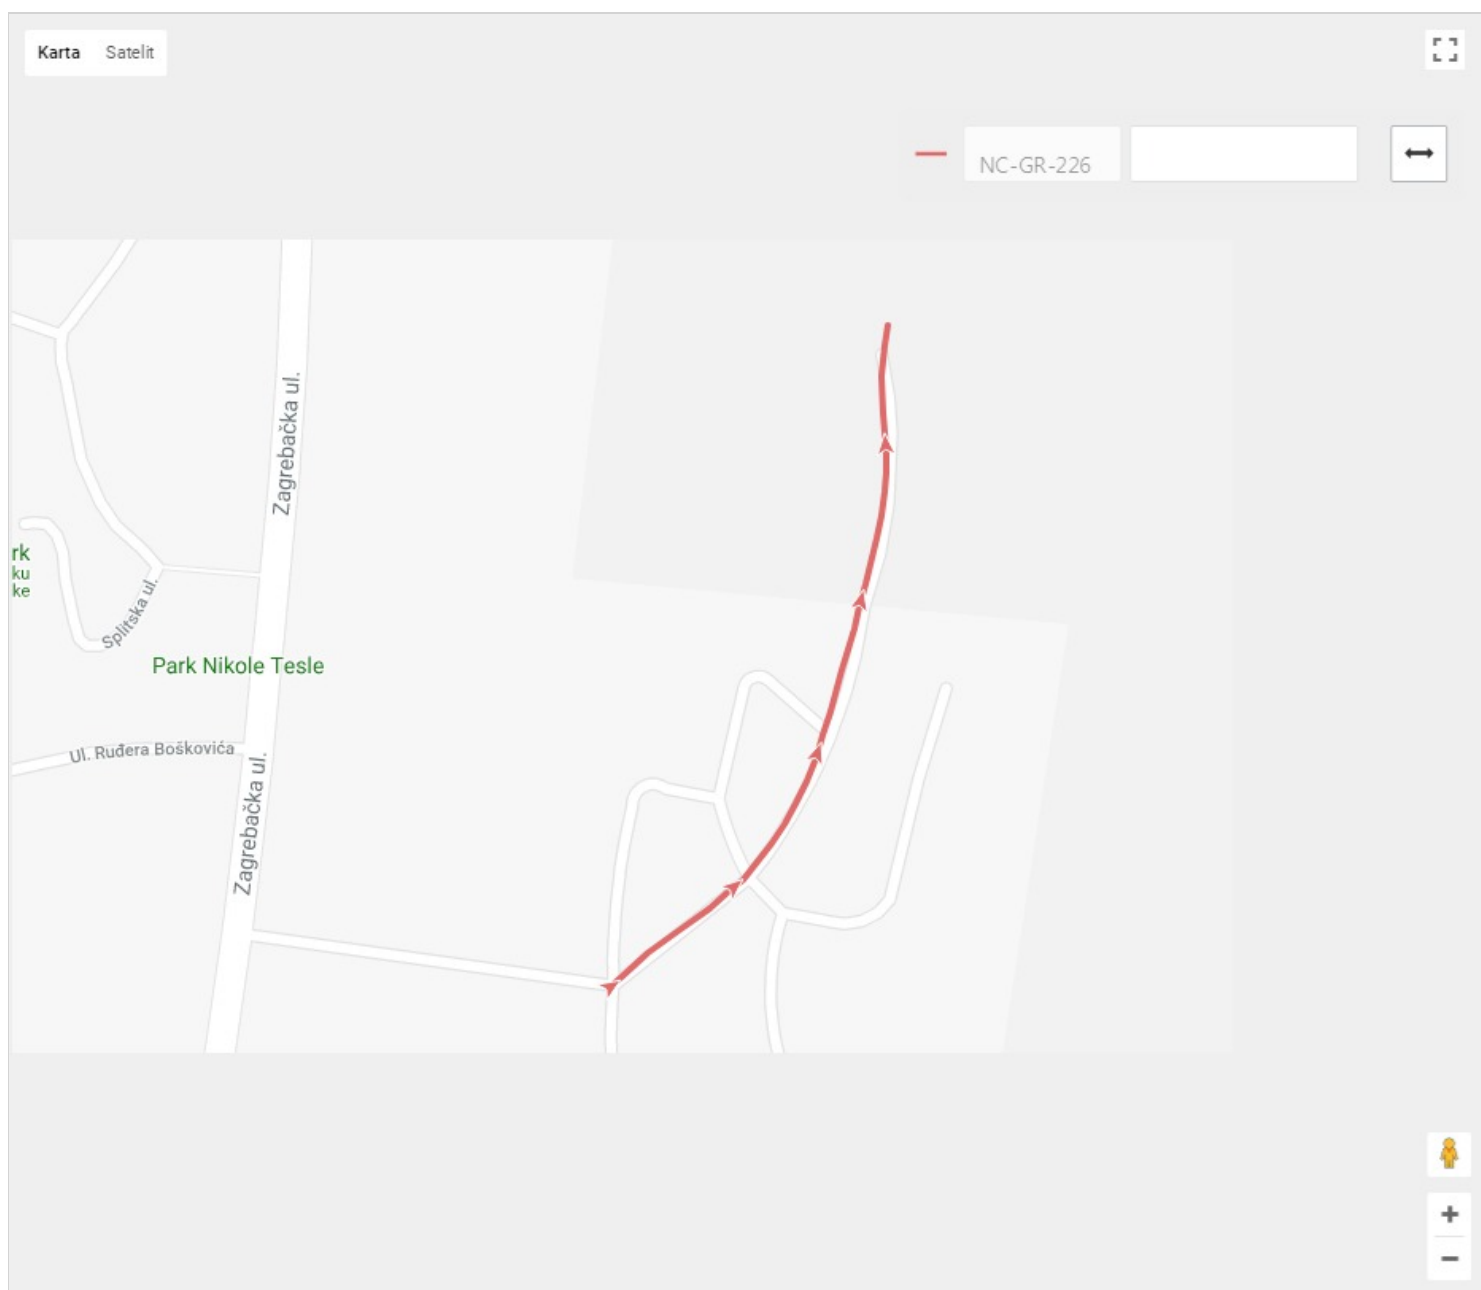 Karta Satelit
NC-GR-226
Zagrebačka ul.
rk
ku
ke
Splitska ul.
Park Nikole Tesle
Ul. Ruđera Boškovića
Zagrebačka ul.